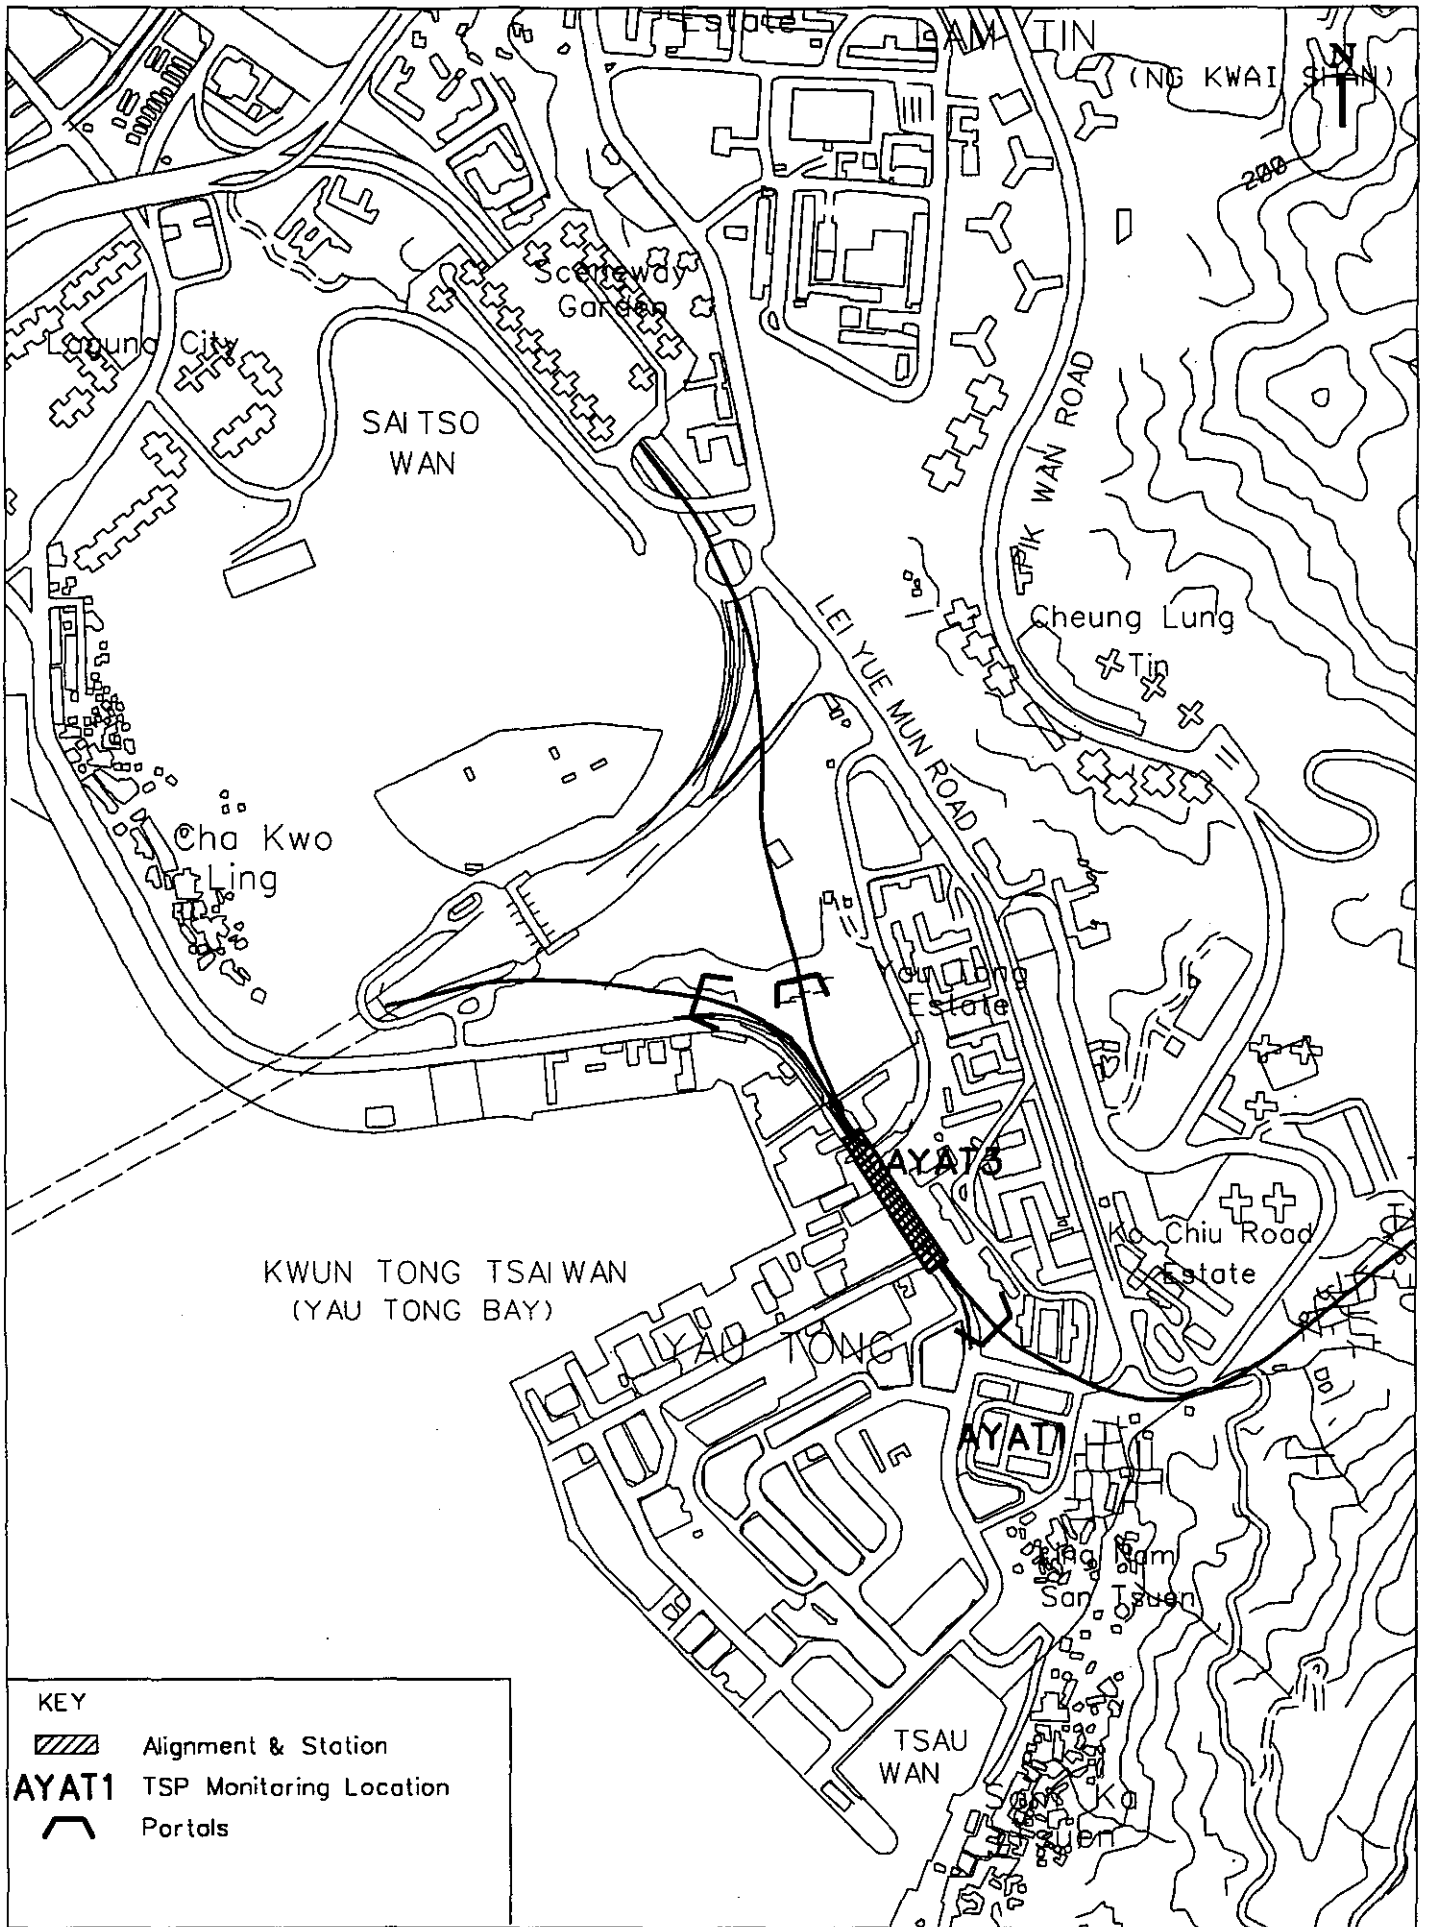 Estate
LAM TIN
N
(NG KWAI SHAN)
200
Sceneway
Garden
Laguna City
SAI TSO
WAN
PIK WAN ROAD
LEI YUE MUN ROAD
Cheung Lung
Tin
Cha Kwo
Ling
Yau Tong
Estate
AYAT3
Ko Chiu Road
Estate
KWUN TONG TSAI WAN
(YAU TONG BAY)
YAU TONG
AYAT1
Ling Nam
San Tsuen
TSAU
WAN
Sam Ka
Tsuen
KEY
Alignment & Station
AYAT1 TSP Monitoring Location
Portals